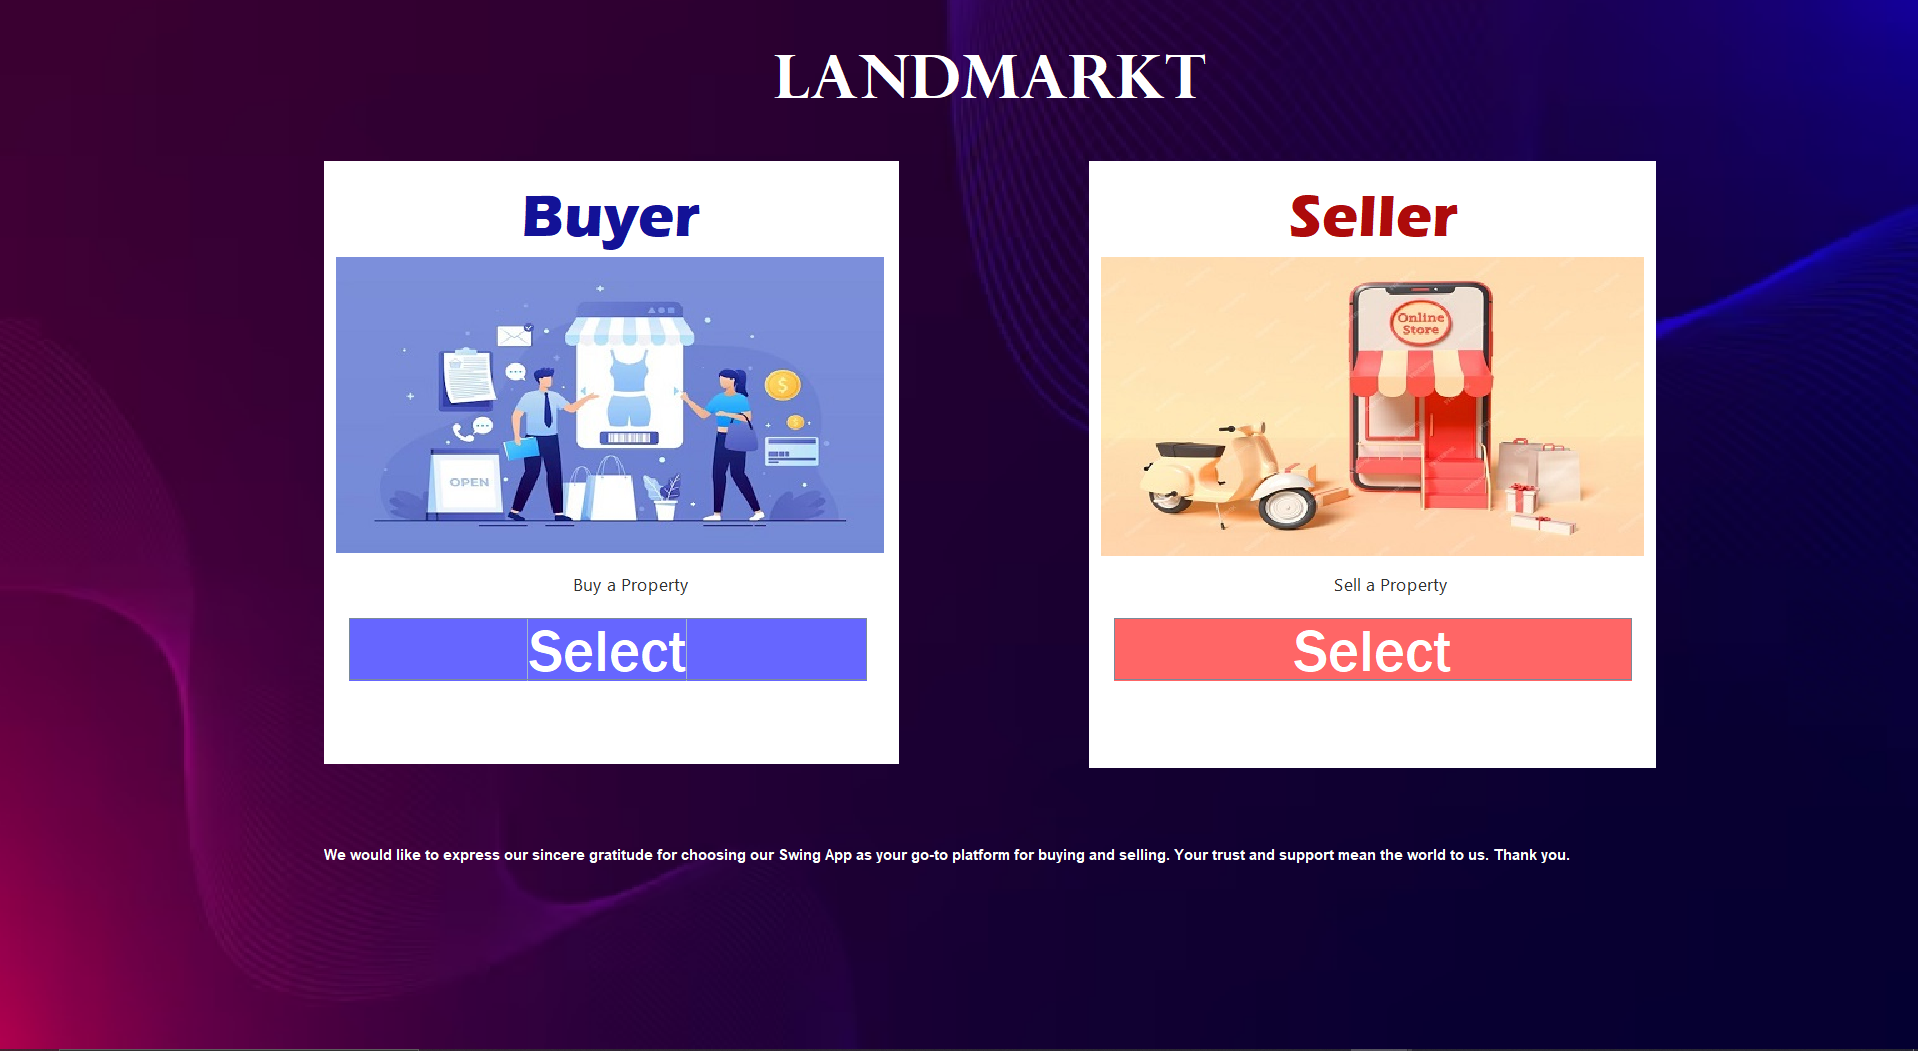 LANDMARKT
Buyer
OPEN
Buy a Property
Select
Seller
Online
Store
Sell a Property
Select
We would like to express our sincere gratitude for choosing our Swing App as your go-to platform for buying and selling. Your trust and support mean the world to us. Thank you.